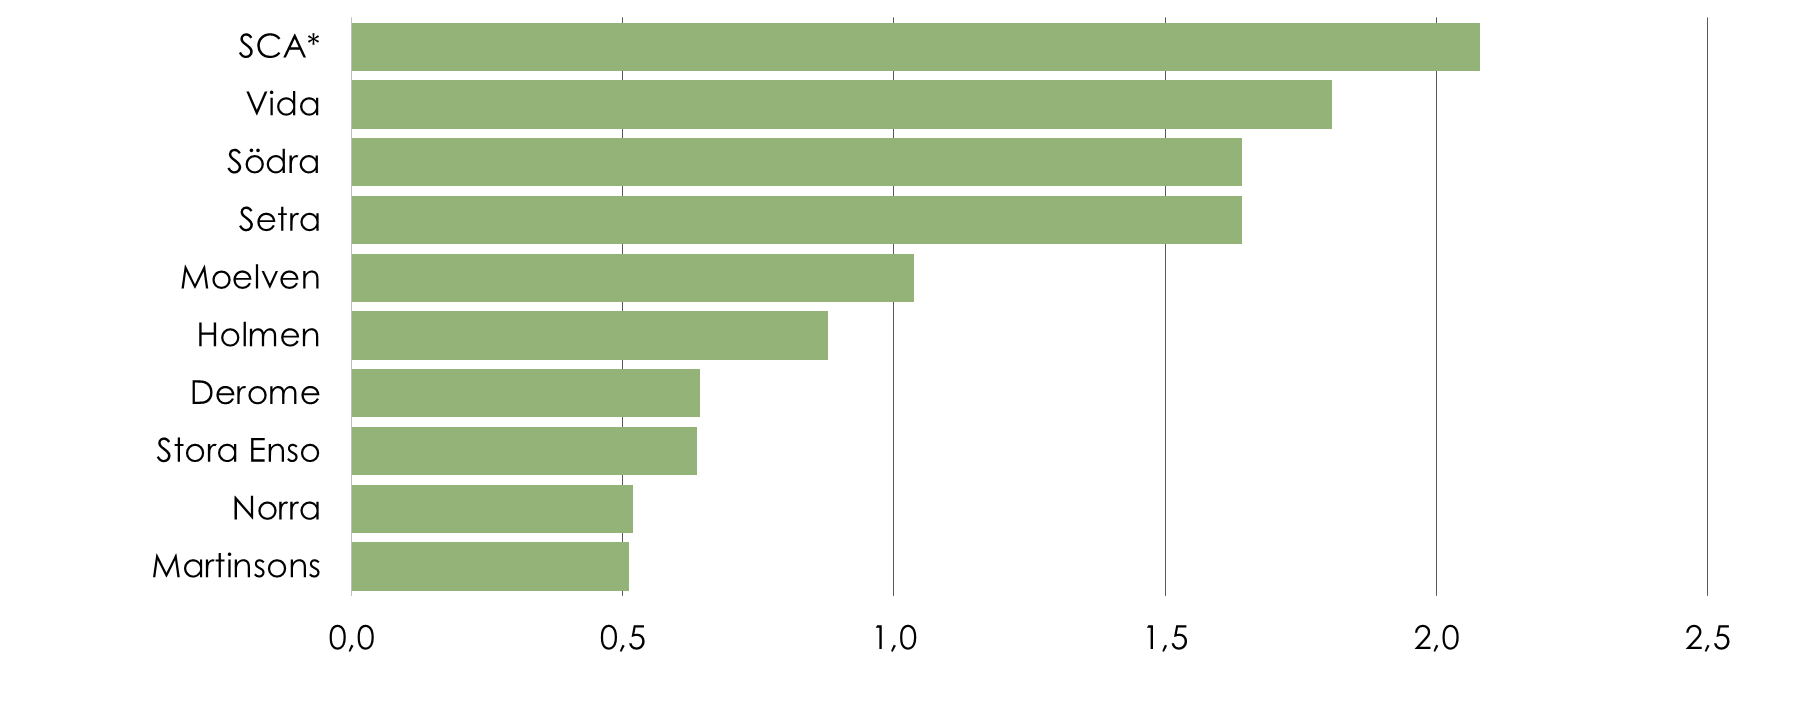 SCA*
Vida
Södra
Setra
Moelven
Holmen
Derome
Stora Enso
Norra
Martinsons
0,0 0,5 1,0 1,5 2,0 2,5